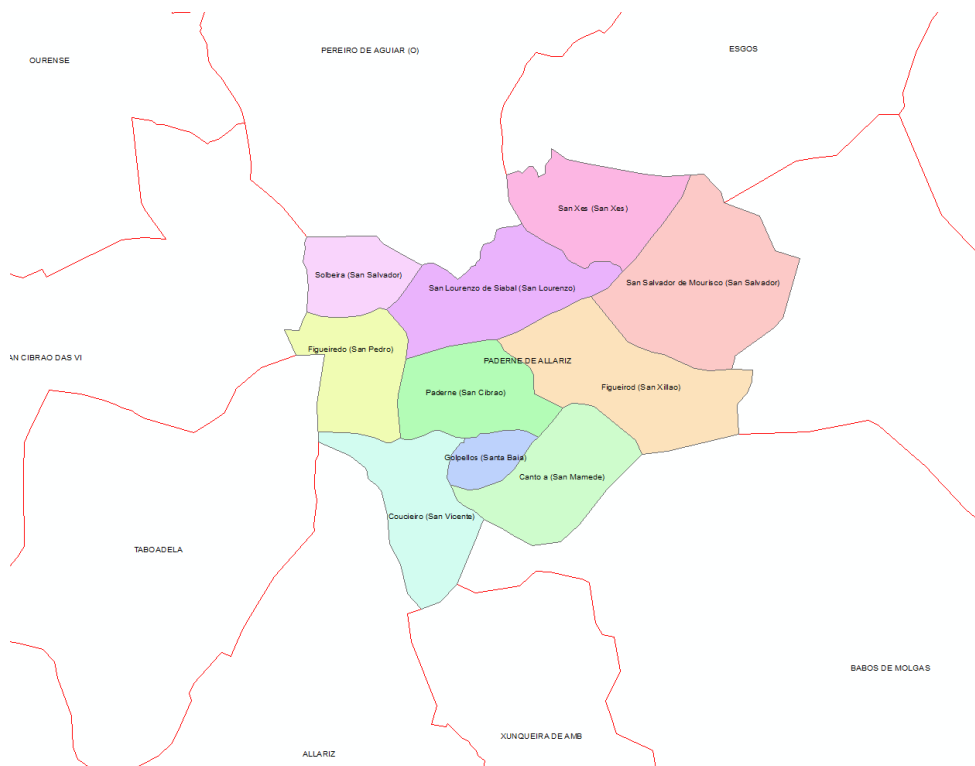 PEREIRO DE AGUIAR (O)
ESGOS
OURENSE
San Xes (San Xes)
Solbeira (San Salvador)
San Lourenzo de Siabal (San Lourenzo)
San Salvador de Mourisco (San Salvador)
Figueiredo (San Pedro)
AN CIBRAO DAS VI
PADERNE DE ALLARIZ
Paderne (San Cibrao)
Figueirod (San Xillao)
Golpellos (Santa Baia)
Canto a (San Mamede)
Coucieiro (San Vicente)
TABOADELA
BABOS DE MOLGAS
XUNQUEIRA DE AMB
ALLARIZ